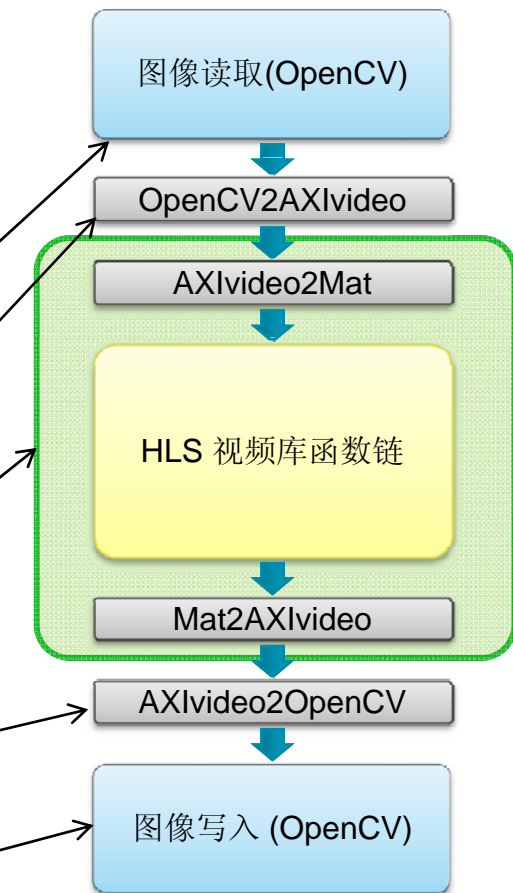 图像读取(OpenCV)
OpenCV2AXIvideo
AXIvideo2Mat
HLS 视频库函数链
Mat2AXIvideo
AXIvideo2OpenCV
图像写入 (OpenCV)